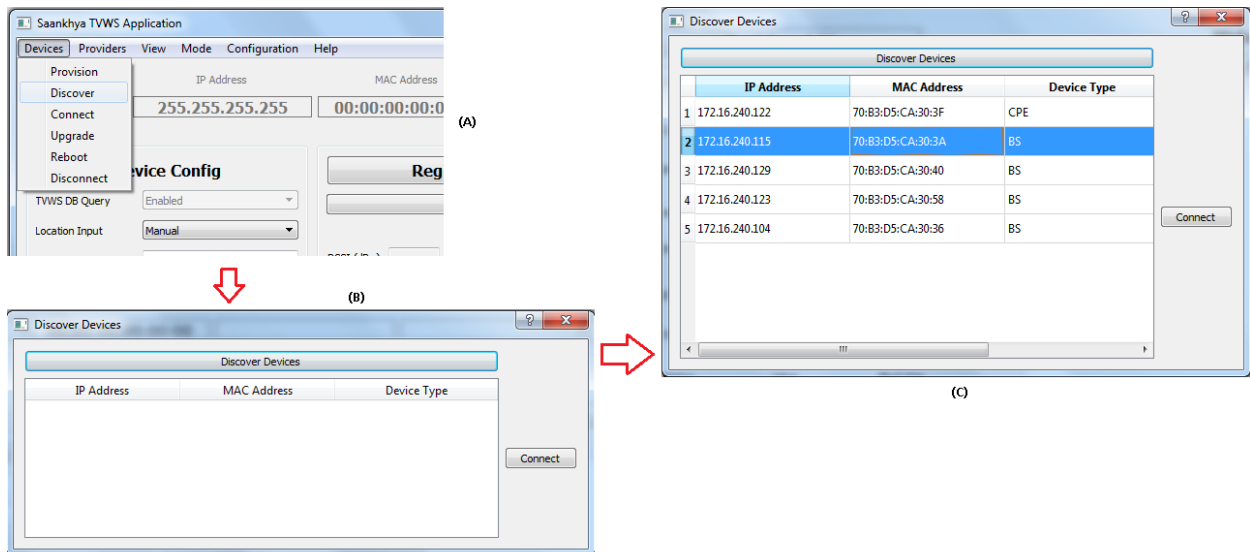 Saankhya TVWS Application
Devices Providers View Mode Configuration Help
Provision
Discover
Connect
Upgrade
Reboot
Disconnect
IP Address MAC Address
255.255.255.255 00:00:00:00:0
vice Config Reg
TVWS DB Query Enabled
Location Input Manual
(A)
(B)
Discover Devices
Discover Devices
IP Address MAC Address Device Type
Connect
Discover Devices
Discover Devices
IP Address MAC Address Device Type
1 172.16.240.122 70:B3:D5:CA:30:3F CPE
2 172.16.240.115 70:B3:D5:CA:30:3A BS
3 172.16.240.129 70:B3:D5:CA:30:40 BS
4 172.16.240.123 70:B3:D5:CA:30:58 BS
5 172.16.240.104 70:B3:D5:CA:30:36 BS
Connect
(C)